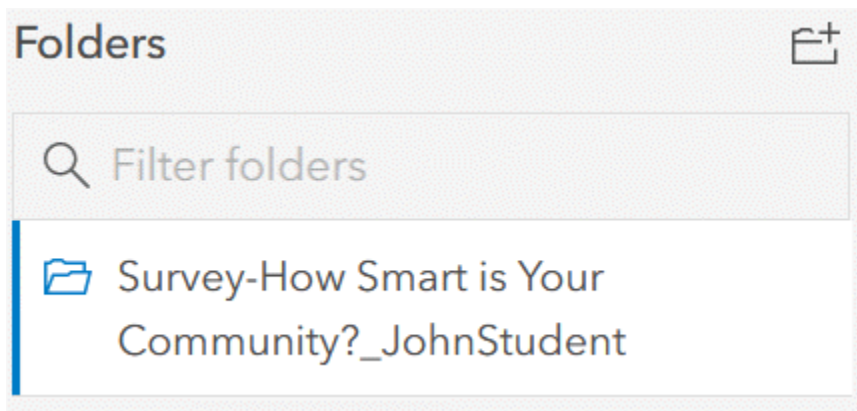 Folders
Filter folders
Survey-How Smart is Your
Community?_JohnStudent